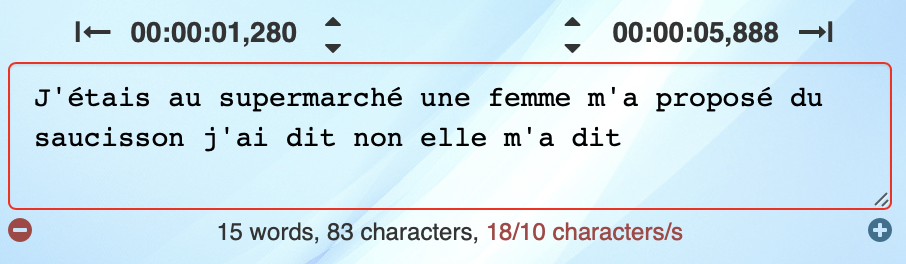 00:00:01,280 00:00:05,888
J'étais au supermarché une femme m'a proposé du
saucisson j'ai dit non elle m'a dit
15 words, 83 characters, 18/10 characters/s